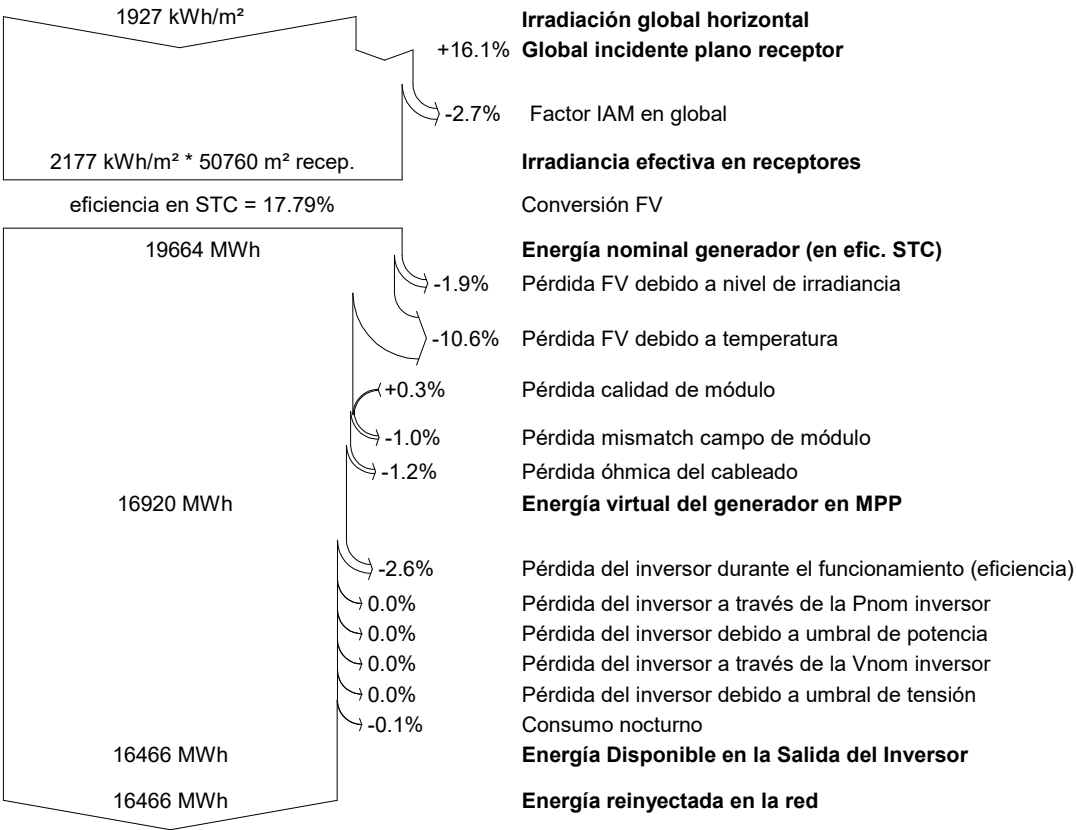 1927 kWh/m² Irradiación global horizontal
+16.1% Global incidente plano receptor
-2.7% Factor IAM en global
2177 kWh/m² * 50760 m² recep. Irradiancia efectiva en receptores
eficiencia en STC = 17.79% Conversión FV
19664 MWh Energía nominal generador (en efic. STC)
-1.9% Pérdida FV debido a nivel de irradiancia
-10.6% Pérdida FV debido a temperatura
+0.3% Pérdida calidad de módulo
-1.0% Pérdida mismatch campo de módulo
-1.2% Pérdida óhmica del cableado
16920 MWh Energía virtual del generador en MPP
-2.6% Pérdida del inversor durante el funcionamiento (eficiencia)
0.0% Pérdida del inversor a través de la Pnom inversor
0.0% Pérdida del inversor debido a umbral de potencia
0.0% Pérdida del inversor a través de la Vnom inversor
0.0% Pérdida del inversor debido a umbral de tensión
-0.1% Consumo nocturno
16466 MWh Energía Disponible en la Salida del Inversor
16466 MWh Energía reinyectada en la red